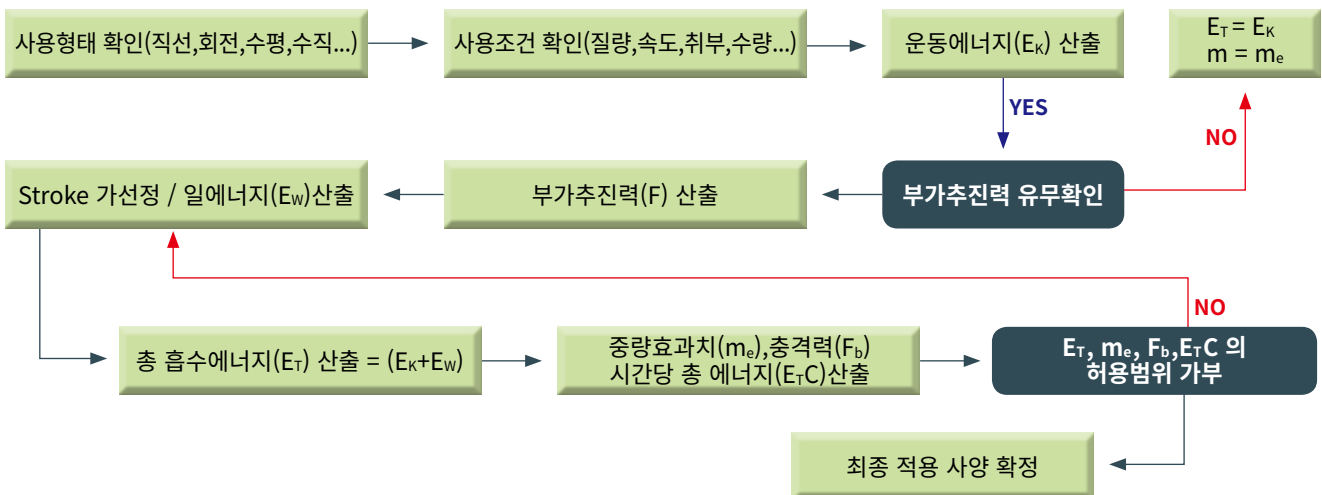 사용형태 확인(직선,회전,수평,수직...)
사용조건 확인(질량,속도,취부,수량...)
운동에너지(Eₖ) 산출
Eₜ = Eₖ
m = mₑ
YES
NO
Stroke 가선정 / 일에너지(E_W)산출
부가추진력(F) 산출
부가추진력 유무확인
NO
총 흡수에너지(Eₜ) 산출 = (Eₖ+E_W)
중량효과치(mₑ),충격력(F_b)
시간당 총 에너지(EₜC)산출
Eₜ, mₑ, F_b,EₜC 의
허용범위 가부
최종 적용 사양 확정